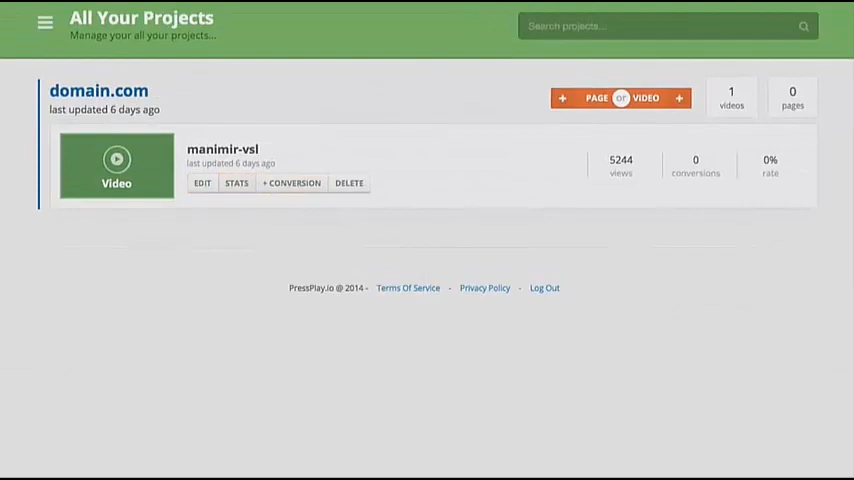 All Your Projects
Manage your all your projects...
Search projects...
domain.com
last updated 6 days ago
+ PAGE or VIDEO +
1
videos
0
pages
Video
manimir-vsl
last updated 6 days ago
EDIT STATS + CONVERSION DELETE
5244
views
0
conversions
0%
rate
PressPlay.io @ 2014 - Terms Of Service - Privacy Policy - Log Out